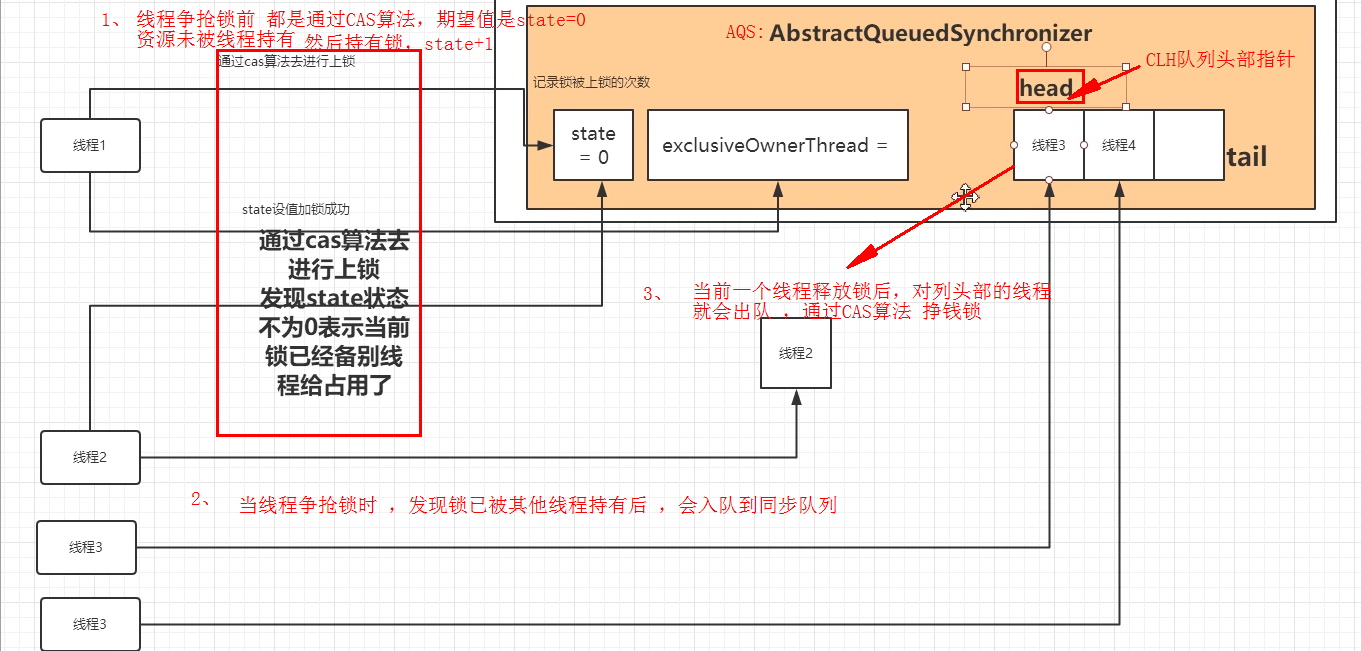 1、 线程争抢锁前 都是通过CAS算法，期望值是state=0
资源未被线程持有 然后持有锁，state+1
通过cas算法去进行上锁
AQS: AbstractQueuedSynchronizer
CLH队列头部指针
记录锁被上锁的次数
head
线程1
state
= 0
exclusiveOwnerThread =
线程3
线程4
tail
state设值加锁成功
通过cas算法去
进行上锁
发现state状态
不为0表示当前
锁已经备别线
程给占用了
3、 当前一个线程释放锁后，对列头部的线程
就会出队 ，通过CAS算法 挣钱锁
线程2
线程2
2、 当线程争抢锁时 ，发现锁已被其他线程持有后 ，会入队到同步队列
线程3
线程3